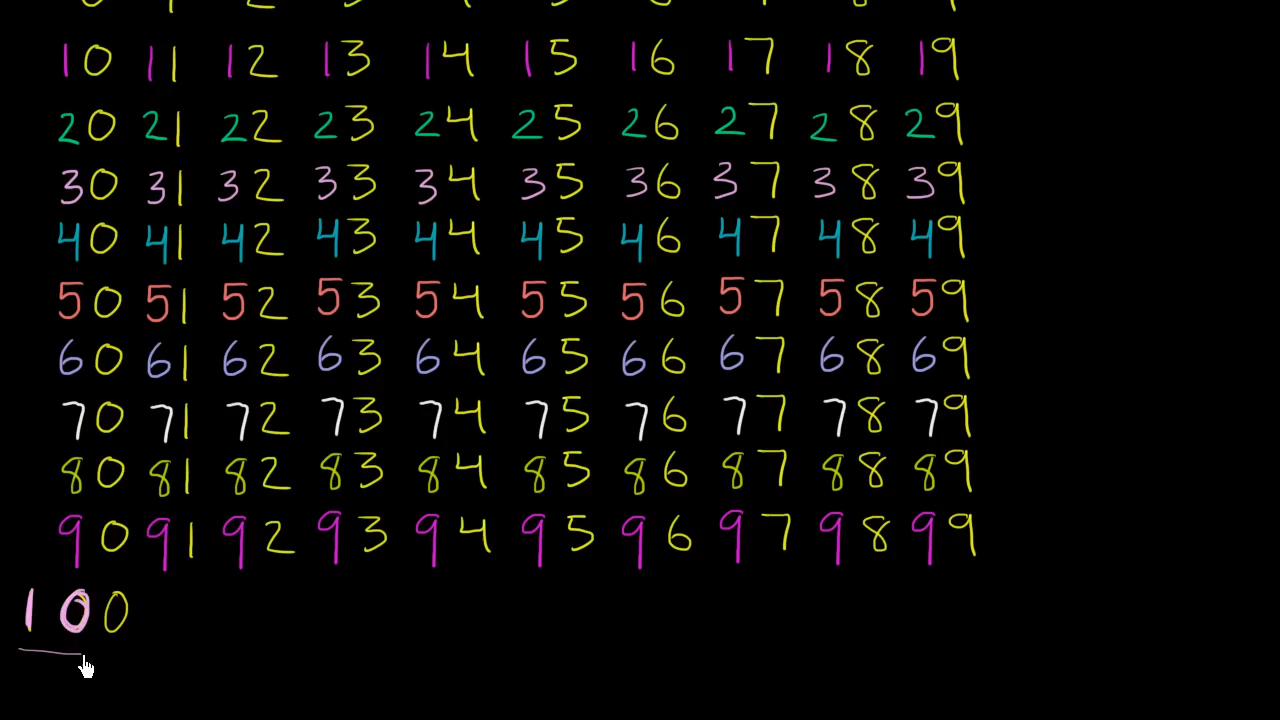 10 11 12 13 14 15 16 17 18 19
20 21 22 23 24 25 26 27 28 29
30 31 32 33 34 35 36 37 38 39
40 41 42 43 44 45 46 47 48 49
50 51 52 53 54 55 56 57 58 59
60 61 62 63 64 65 66 67 68 69
70 71 72 73 74 75 76 77 78 79
80 81 82 83 84 85 86 87 88 89
90 91 92 93 94 95 96 97 98 99
100